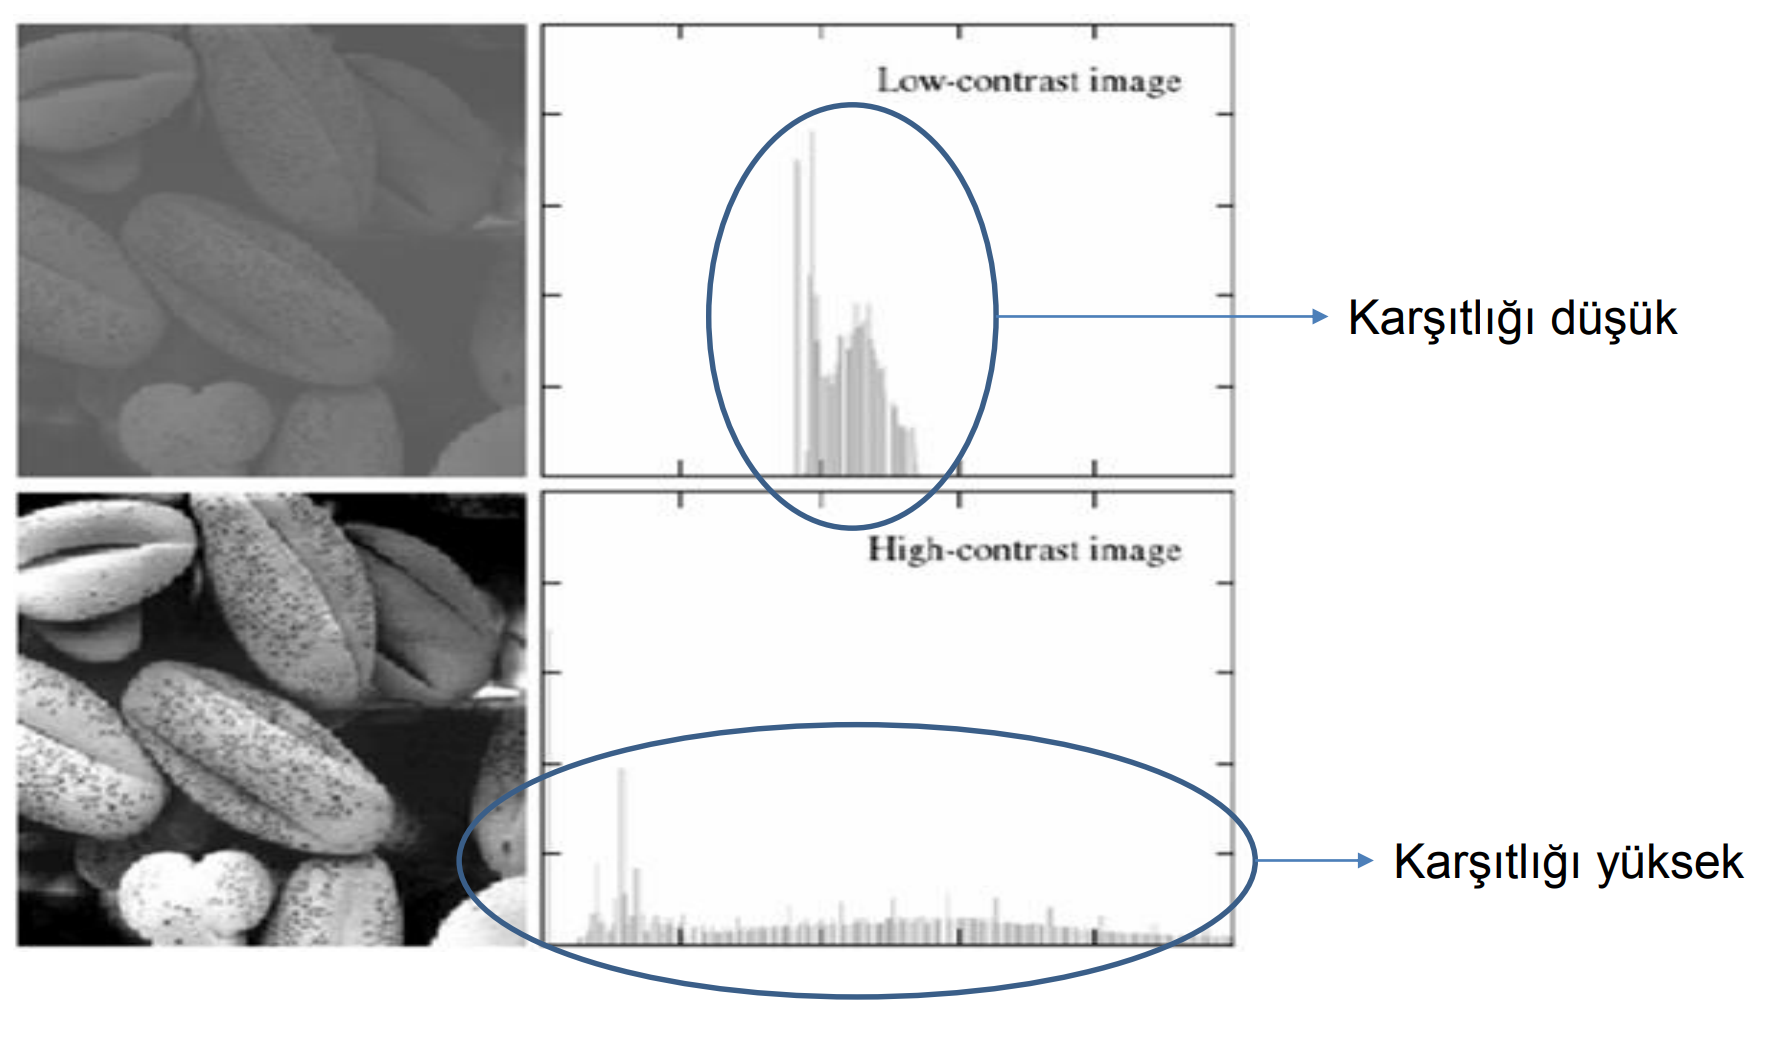 Low-contrast image
Karşıtlığı düşük
High-contrast image
Karşıtlığı yüksek